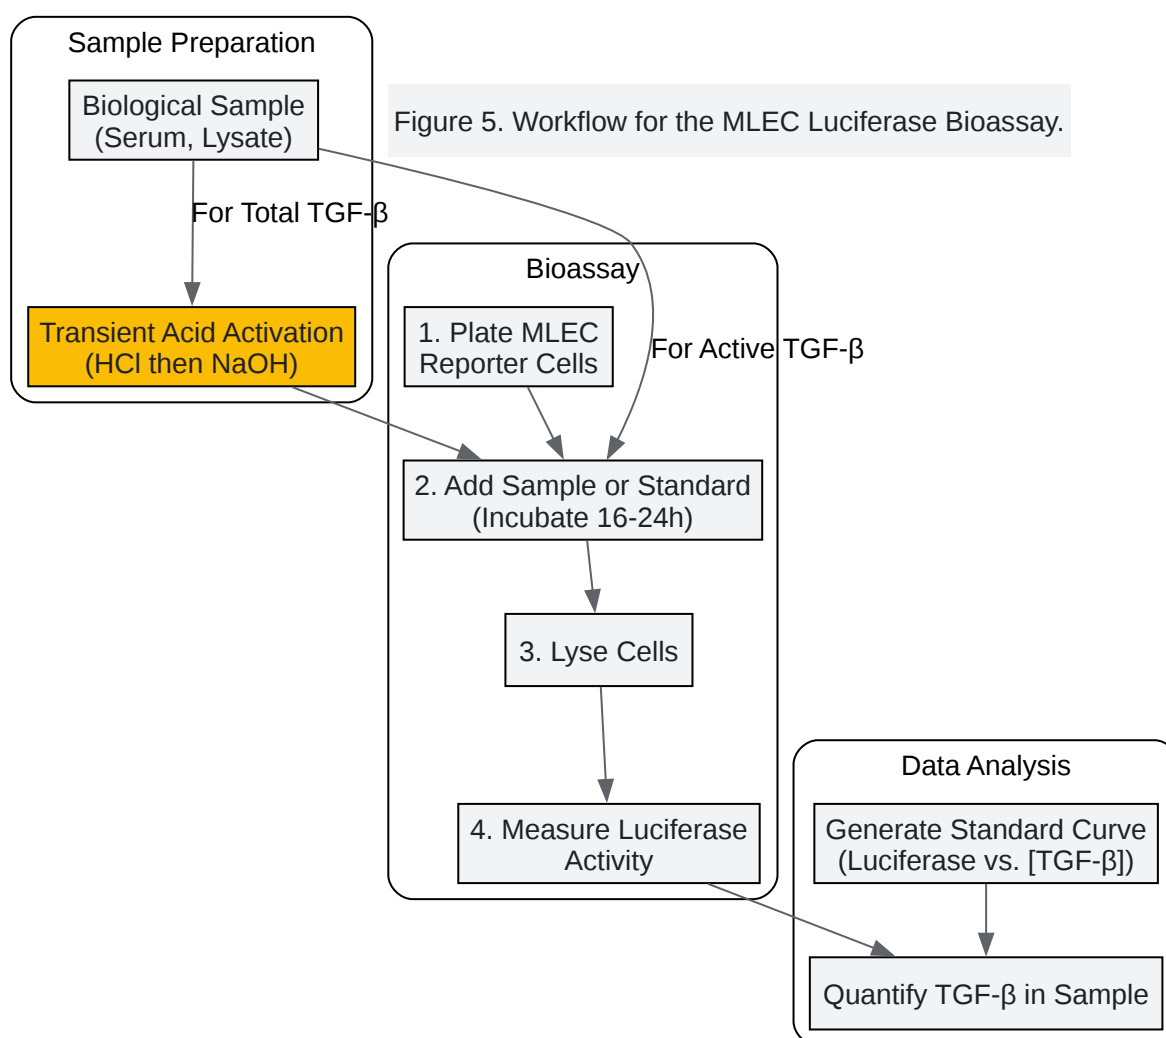 Sample Preparation
Biological Sample
(Serum, Lysate)
Figure 5. Workflow for the MLEC Luciferase Bioassay.
For Total TGF-β
Transient Acid Activation
(HCl then NaOH)
Bioassay
1. Plate MLEC
Reporter Cells
For Active TGF-β
2. Add Sample or Standard
(Incubate 16-24h)
3. Lyse Cells
4. Measure Luciferase
Activity
Data Analysis
Generate Standard Curve
(Luciferase vs. [TGF-β])
Quantify TGF-β in Sample